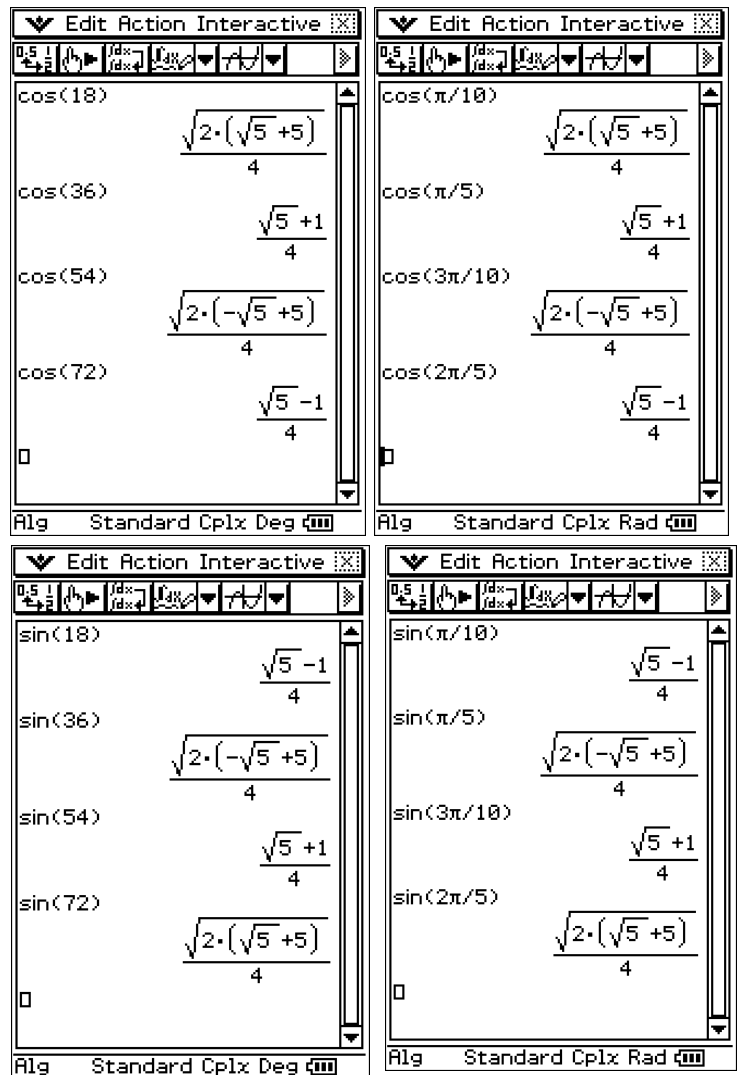 Edit Action Interactive
cos(18)
√(2·(√5+5))/4
cos(36)
(√5+1)/4
cos(54)
√(2·(-√5+5))/4
cos(72)
(√5-1)/4
Alg Standard Cplx Deg
Edit Action Interactive
cos(π/10)
√(2·(√5+5))/4
cos(π/5)
(√5+1)/4
cos(3π/10)
√(2·(-√5+5))/4
cos(2π/5)
(√5-1)/4
Alg Standard Cplx Rad
Edit Action Interactive
sin(18)
(√5-1)/4
sin(36)
√(2·(-√5+5))/4
sin(54)
(√5+1)/4
sin(72)
√(2·(√5+5))/4
Alg Standard Cplx Deg
Edit Action Interactive
sin(π/10)
(√5-1)/4
sin(π/5)
√(2·(-√5+5))/4
sin(3π/10)
(√5+1)/4
sin(2π/5)
√(2·(√5+5))/4
Alg Standard Cplx Rad